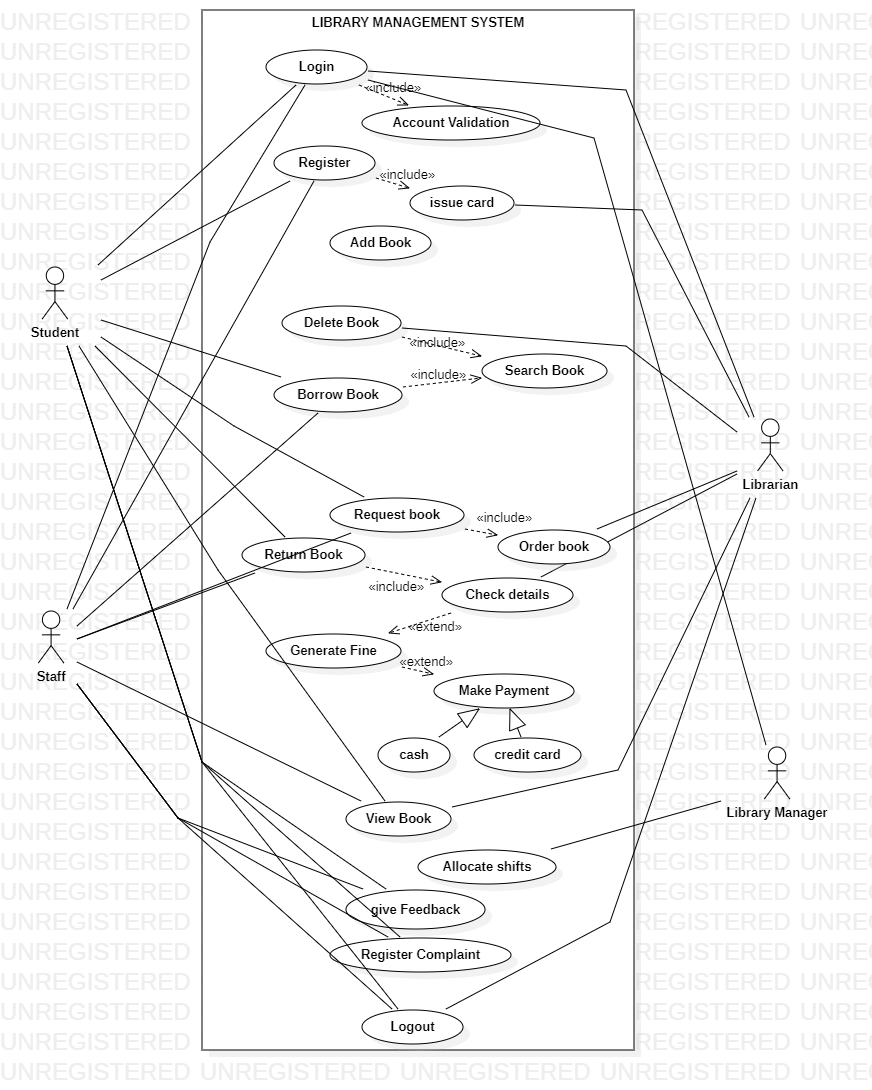 LIBRARY MANAGEMENT SYSTEM
Login
«include»
Account Validation
Register
«include»
issue card
Add Book
Student
Delete Book
«include»
Search Book
«include»
Borrow Book
Librarian
Request book
«include»
Order book
Return Book
«include»
Check details
«extend»
Generate Fine
«extend»
Staff
Make Payment
cash
credit card
View Book
Library Manager
Allocate shifts
give Feedback
Register Complaint
Logout
UNREGISTERED UNREGISTERED UNREGISTERED UNREGISTERED UNREGISTERED